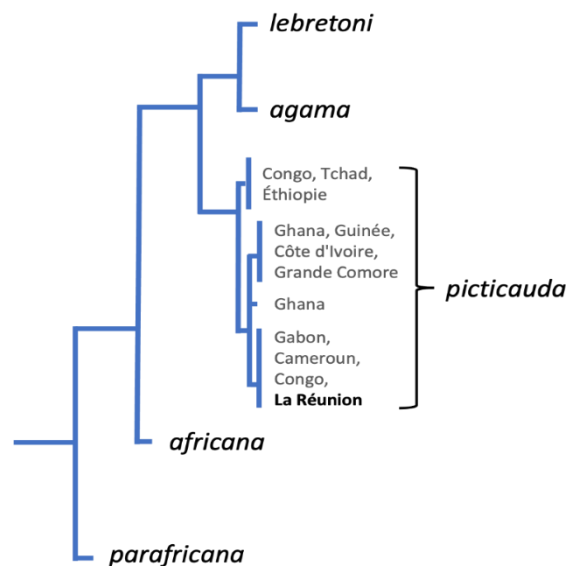 lebretoni
agama
Congo, Tchad,
Éthiopie
Ghana, Guinée,
Côte d'Ivoire,
Grande Comore
picticauda
Ghana
Gabon,
Cameroun,
Congo,
La Réunion
africana
parafricana